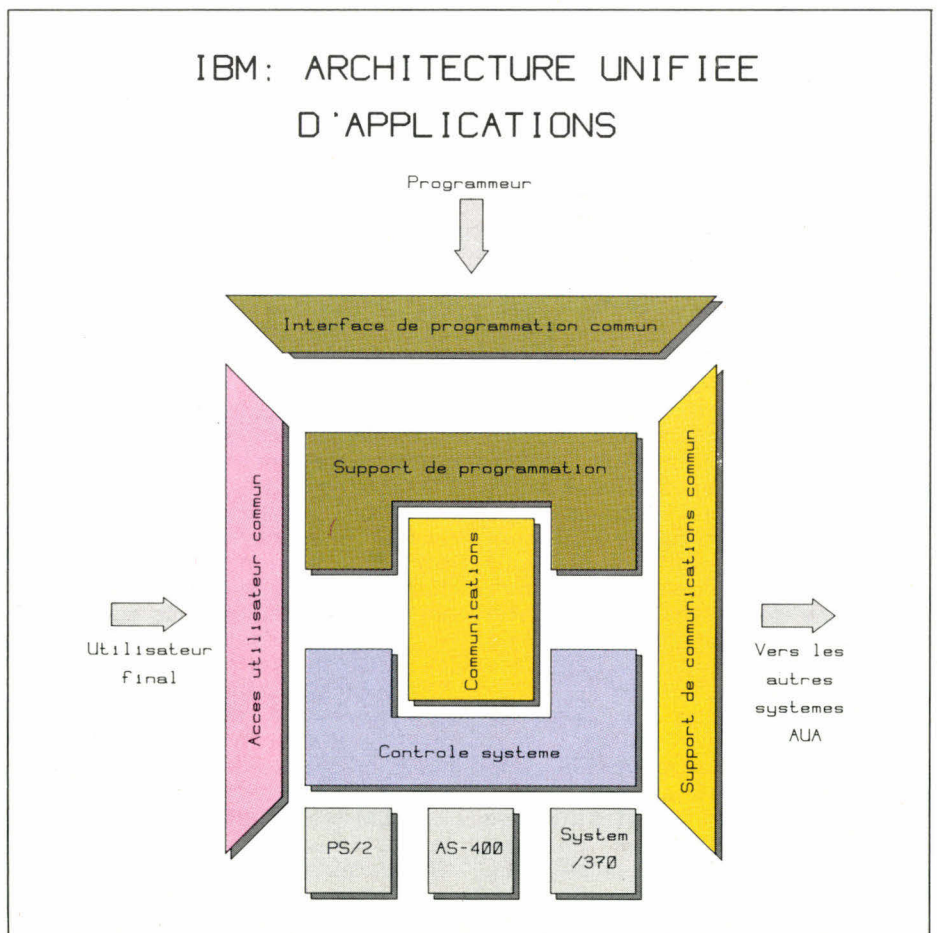 IBM: ARCHITECTURE UNIFIEE
D'APPLICATIONS
Programmeur
Interface de programmation commun
Acces utilisateur commun
Support de programmation
Communications
Support de communications commun
Utilisateur
final
Vers les
autres
systemes
AUA
Controle systeme
PS/2
AS-400
System
/370